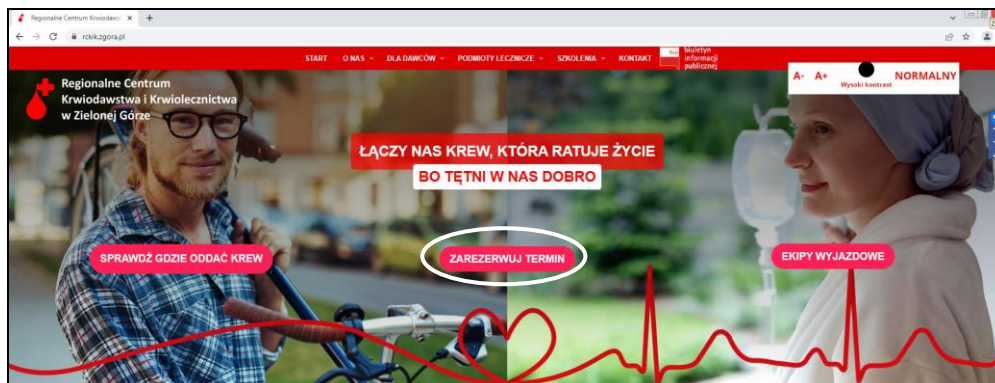 Regionalne Centrum Krwiodawst
rckik.zgora.pl
START O NAS DLA DAWCÓW PODMIOTY LECZNICZE SZKOLENIA KONTAKT
biuletyn
informacji
publicznej
A- A+ Wysoki kontrast NORMALNY
Regionalne Centrum
Krwiodawstwa i Krwiolecznictwa
w Zielonej Górze
ŁĄCZY NAS KREW, KTÓRA RATUJE ŻYCIE
BO TĘTNI W NAS DOBRO
SPRAWDŹ GDZIE ODDAĆ KREW
ZAREZERWUJ TERMIN
EKIPY WYJAZDOWE